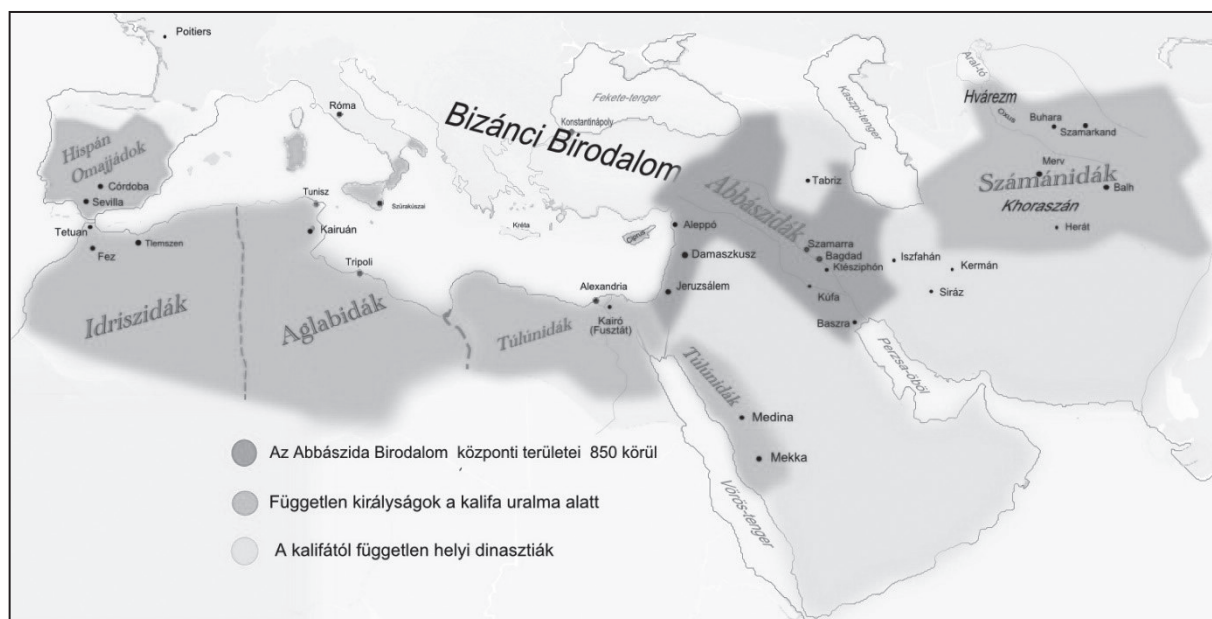 Poitiers
Aral-tó
Kaszpi-tenger
Fekete-tenger
Hvárezm
Oxus
Róma
Konstantinápoly
Bizánci Birodalom
Buhara
Szamarkand
Hispán
Omajjádok
Córdoba
Sevilla
Tetuan
Fez
Tlemszen
Tunisz
Kairuán
Szürakúszai
Kréta
Ciprus
Tripoli
Tabriz
Abbászidák
Aleppó
Damaszkusz
Jeruzsálem
Szamarra
Bagdad
Ktésziphón
Kúfa
Baszra
Merv
Számánidák
Balh
Khoraszán
Herát
Iszfahán
Kermán
Siráz
Idriszidák
Aglabidák
Túlúnidák
Alexandria
Kairó
(Fusztát)
Túlúnidák
Medina
Mekka
Perzsa-öböl
Vörös-tenger
Az Abbászida Birodalom központi területei 850 körül
Független királyságok a kalifa uralma alatt
A kalifától független helyi dinasztiák